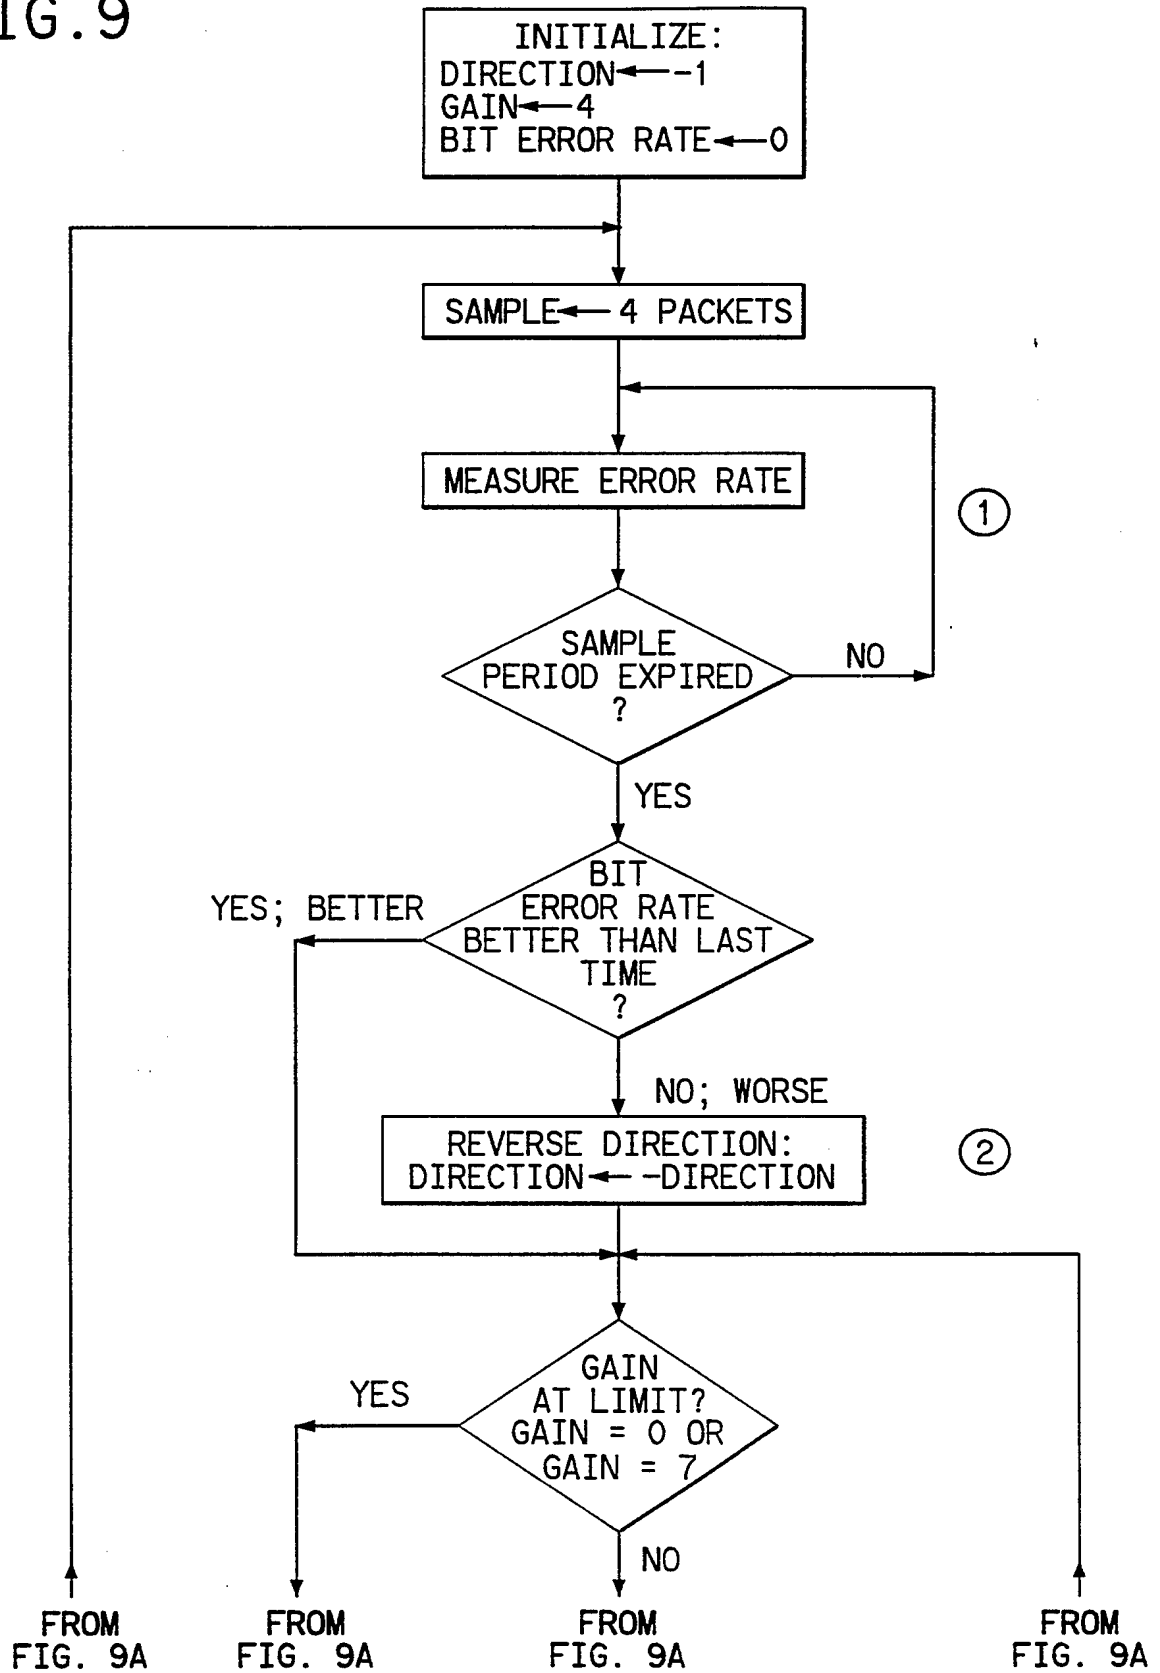 IG.9
INITIALIZE:
DIRECTION←-1
GAIN←4
BIT ERROR RATE←0
SAMPLE←4 PACKETS
MEASURE ERROR RATE
1
SAMPLE
PERIOD EXPIRED
?
NO
YES
BIT
ERROR RATE
BETTER THAN LAST
TIME
?
YES; BETTER
NO; WORSE
REVERSE DIRECTION:
DIRECTION←-DIRECTION
2
GAIN
AT LIMIT?
GAIN = 0 OR
GAIN = 7
YES
NO
FROM
FIG. 9A
FROM
FIG. 9A
FROM
FIG. 9A
FROM
FIG. 9A